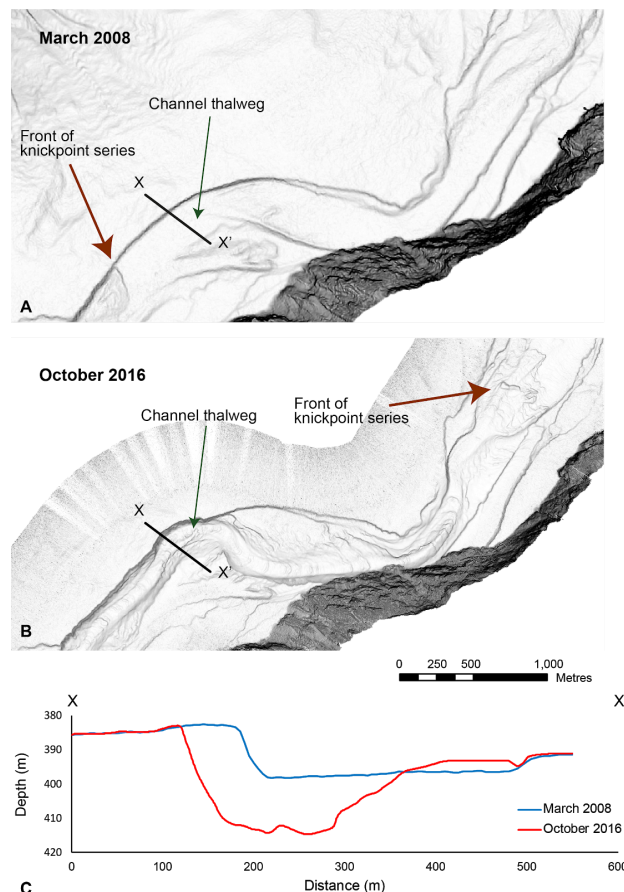 March 2008
Channel thalweg
Front of
knickpoint series
X
X'
A
October 2016
Channel thalweg
Front of
knickpoint series
X
X'
B
0 250 500 1,000
Metres
X X
380
390
400
410
420
Depth (m)
March 2008
October 2016
0 100 200 300 400 500 600
Distance (m)
C